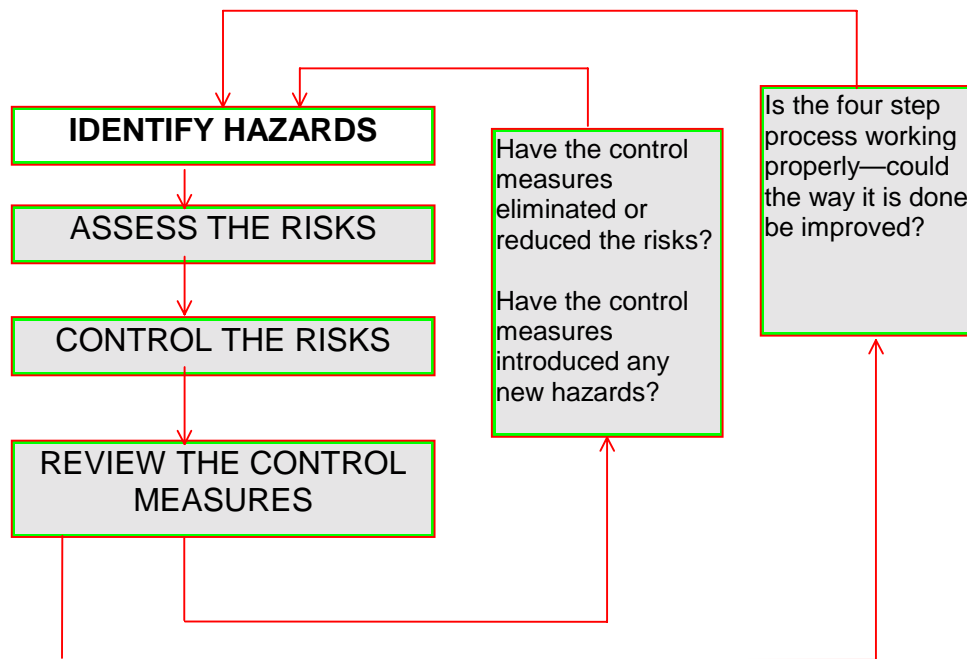 IDENTIFY HAZARDS
ASSESS THE RISKS
CONTROL THE RISKS
REVIEW THE CONTROL
MEASURES
Have the control
measures
eliminated or
reduced the risks?
Have the control
measures
introduced any
new hazards?
Is the four step
process working
properly—could
the way it is done
be improved?